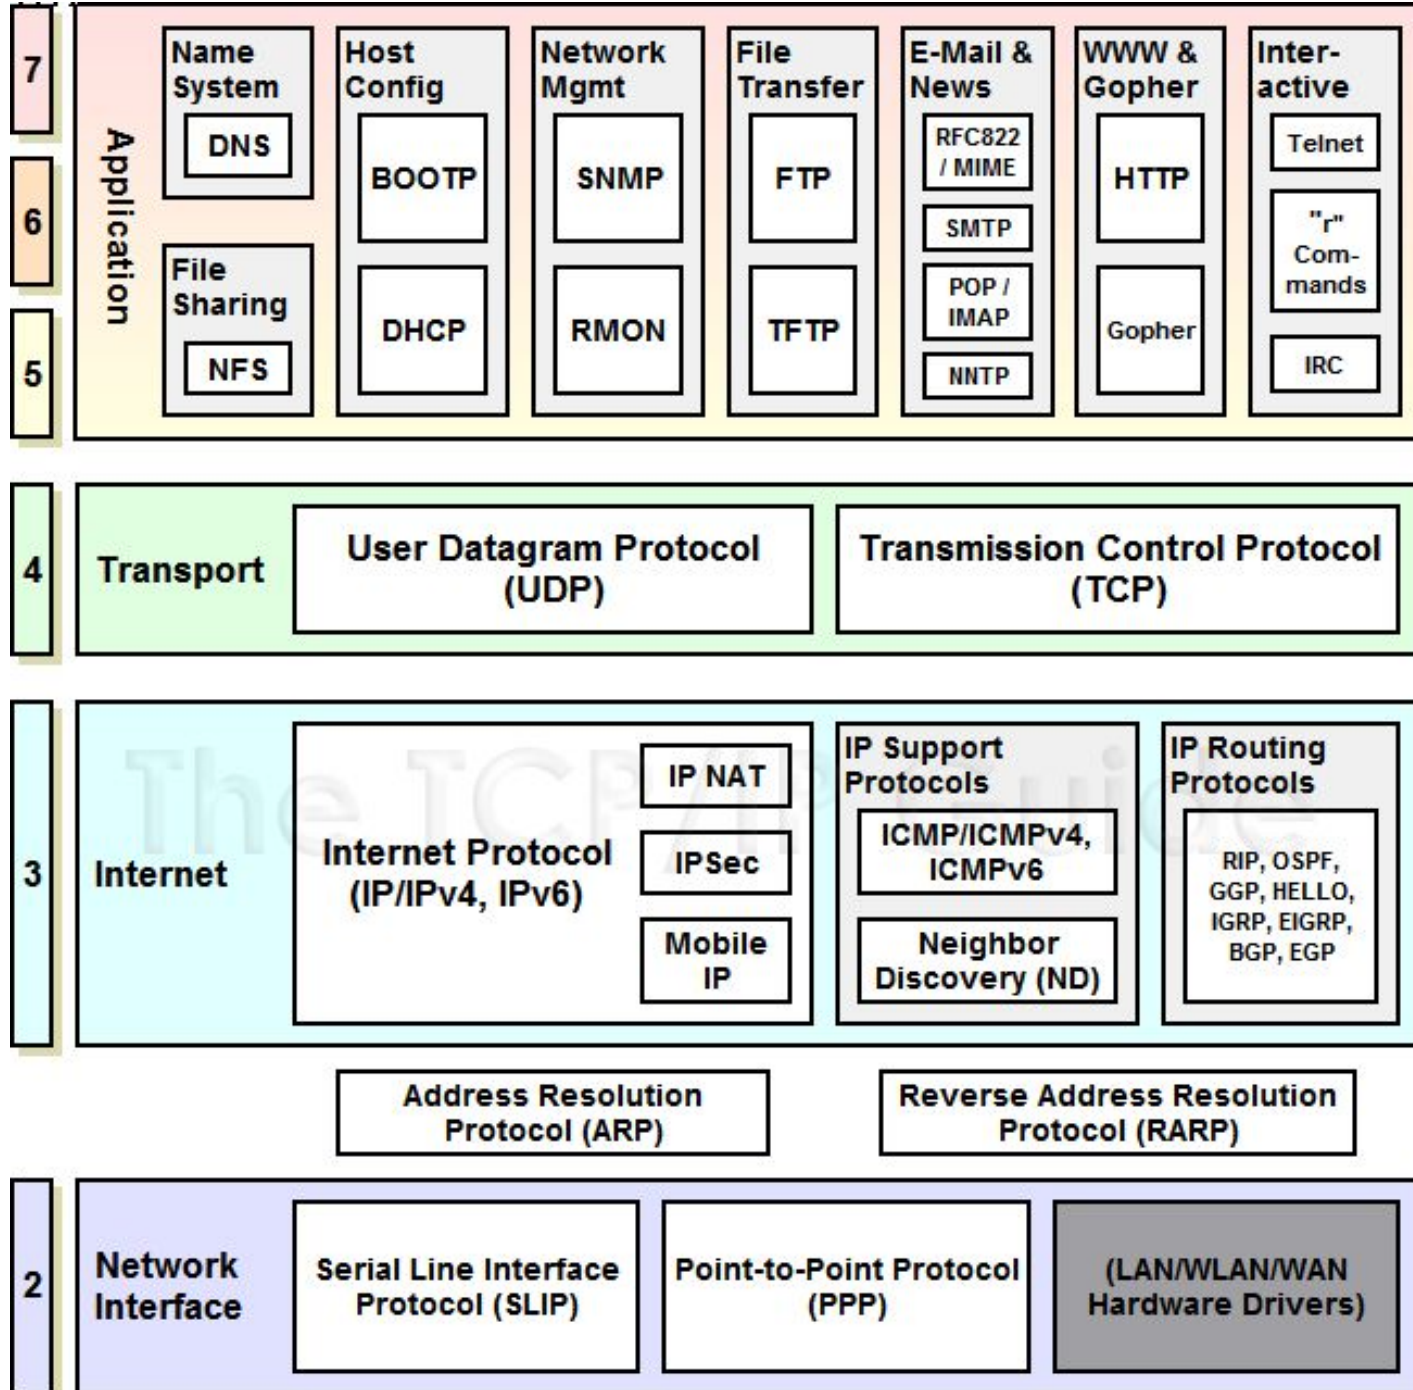 7
6
5
Application
Name
System
DNS
File
Sharing
NFS
Host
Config
BOOTP
DHCP
Network
Mgmt
SNMP
RMON
File
Transfer
FTP
TFTP
E-Mail &
News
RFC822
/ MIME
SMTP
POP /
IMAP
NNTP
WWW &
Gopher
HTTP
Gopher
Inter-
active
Telnet
"r"
Com-
mands
IRC
4
Transport
User Datagram Protocol
(UDP)
Transmission Control Protocol
(TCP)
The TCP/IP Guide
3
Internet
Internet Protocol
(IP/IPv4, IPv6)
IP NAT
IPSec
Mobile
IP
IP Support
Protocols
ICMP/ICMPv4,
ICMPv6
Neighbor
Discovery (ND)
IP Routing
Protocols
RIP, OSPF,
GGP, HELLO,
IGRP, EIGRP,
BGP, EGP
Address Resolution
Protocol (ARP)
Reverse Address Resolution
Protocol (RARP)
2
Network
Interface
Serial Line Interface
Protocol (SLIP)
Point-to-Point Protocol
(PPP)
(LAN/WLAN/WAN
Hardware Drivers)